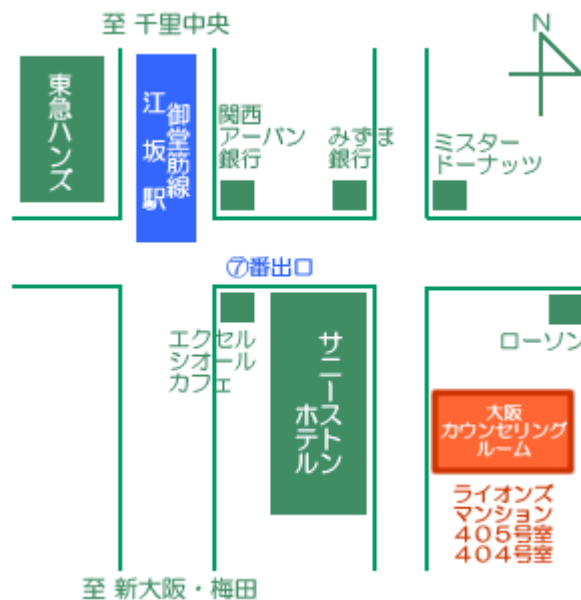 至 千里中央
N
東急ハンズ
御堂筋線
江坂駅
関西
アーバン
銀行
みずほ
銀行
ミスター
ドーナッツ
⑦番出口
エクセル
シオール
カフェ
サニーストン
ホテル
ローソン
大阪
カウンセリング
ルーム
ライオンズ
マンション
405号室
404号室
至 新大阪・梅田